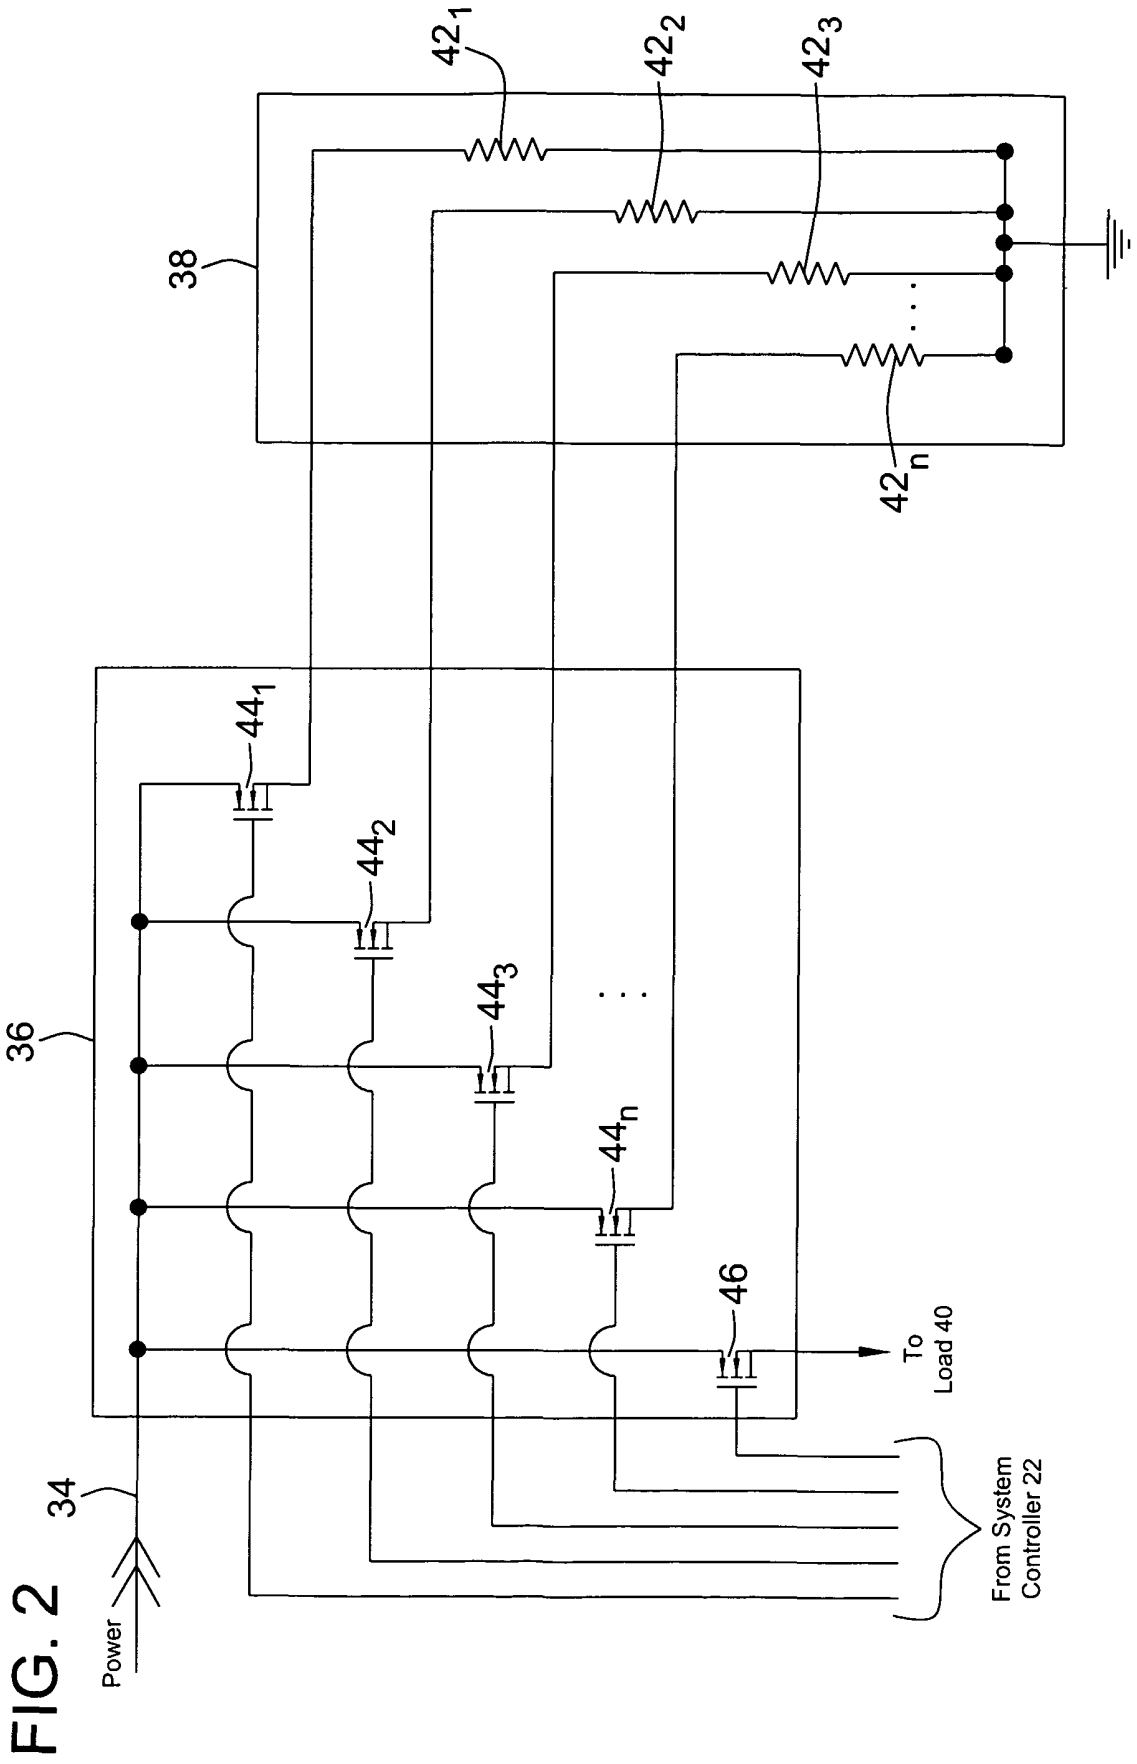 FIG. 2
Power
34
36
44₁
44₂
44₃
. . .
44ₙ
46
To
Load 40
From System
Controller 22
38
42₁
42₂
42₃
. . .
42ₙ